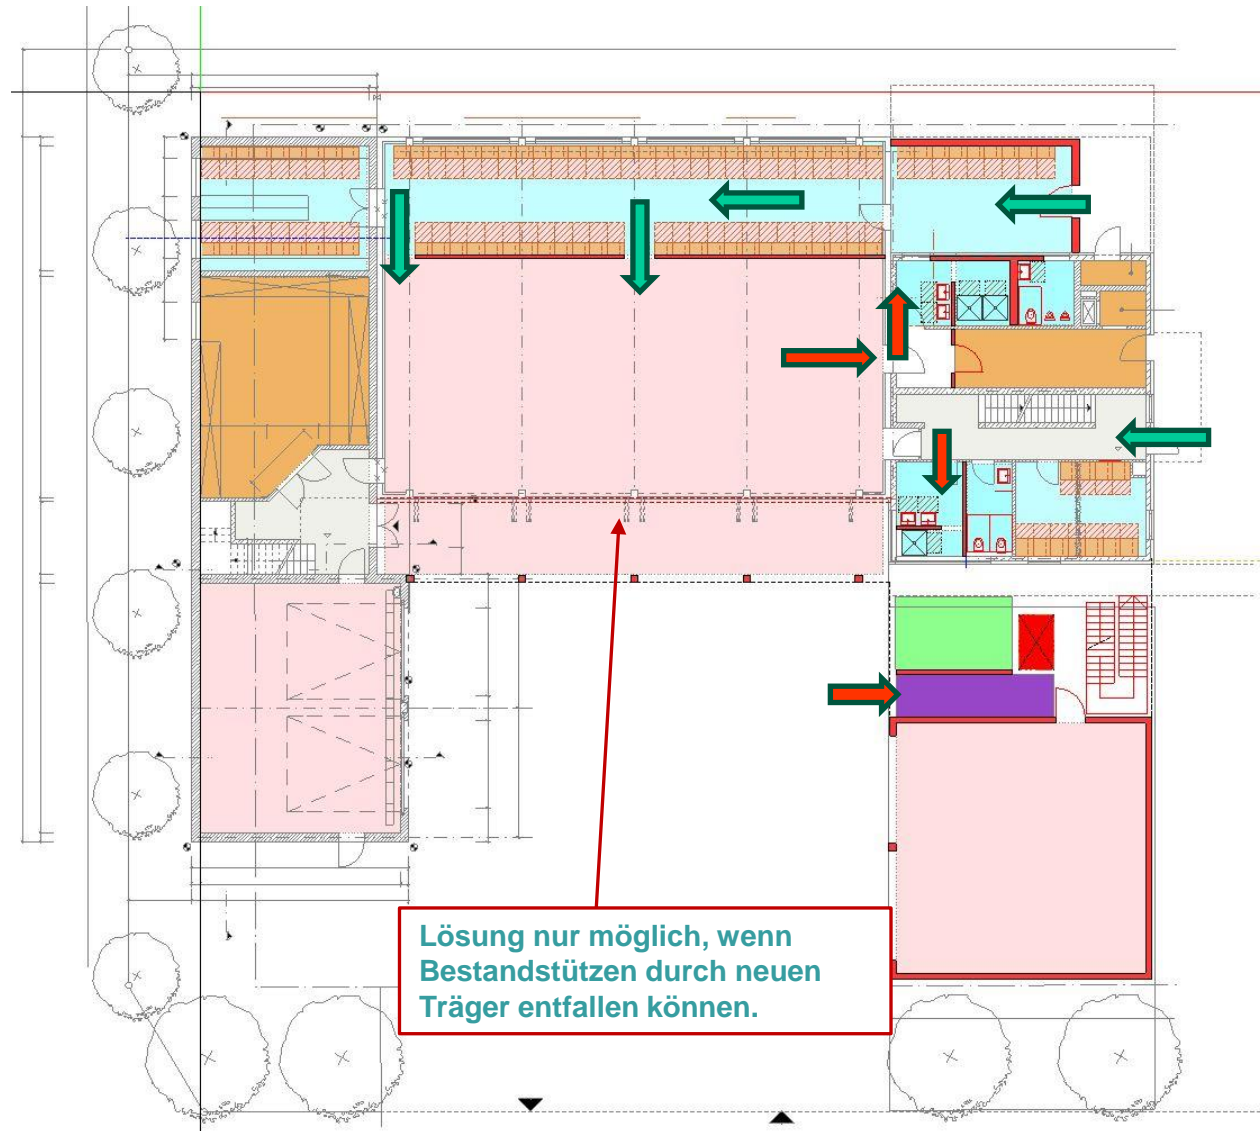 Lösung nur möglich, wenn
Bestandstützen durch neuen
Träger entfallen können.